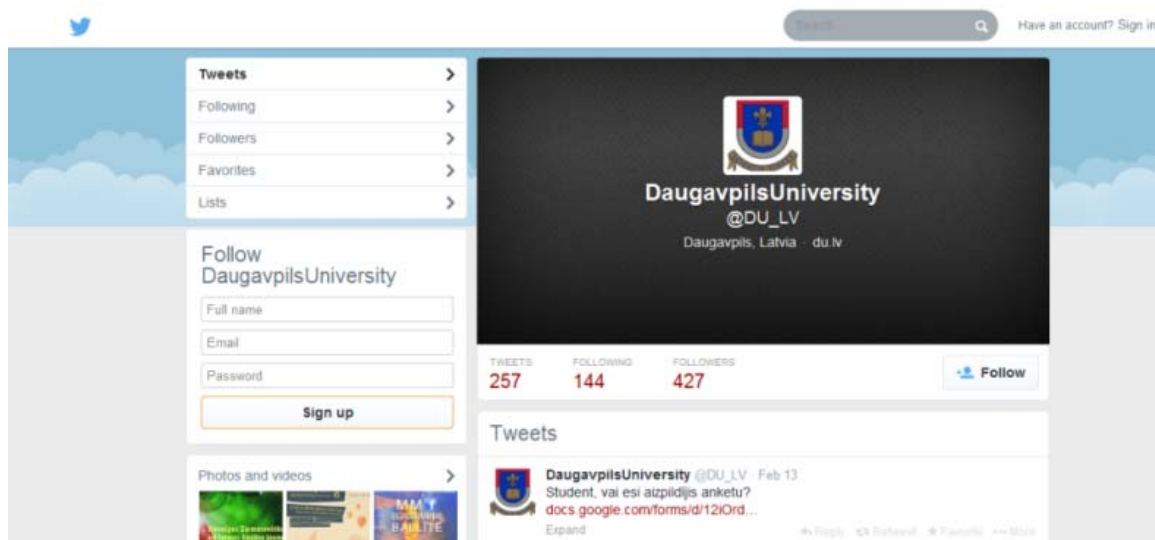 Search
Have an account? Sign in
Tweets
Following
Followers
Favorites
Lists
Follow
DaugavpilsUniversity
Full name
Email
Password
Sign up
Photos and videos
DaugavpilsUniversity
@DU_LV
Daugavpils, Latvia · du.lv
TWEETS FOLLOWING FOLLOWERS
257 144 427
Follow
Tweets
DaugavpilsUniversity @DU_LV Feb 13
Student, vai esi aizpildījis anketu?
docs.google.com/forms/d/12iOrd...
Expand
Reply Retweet Favorite More